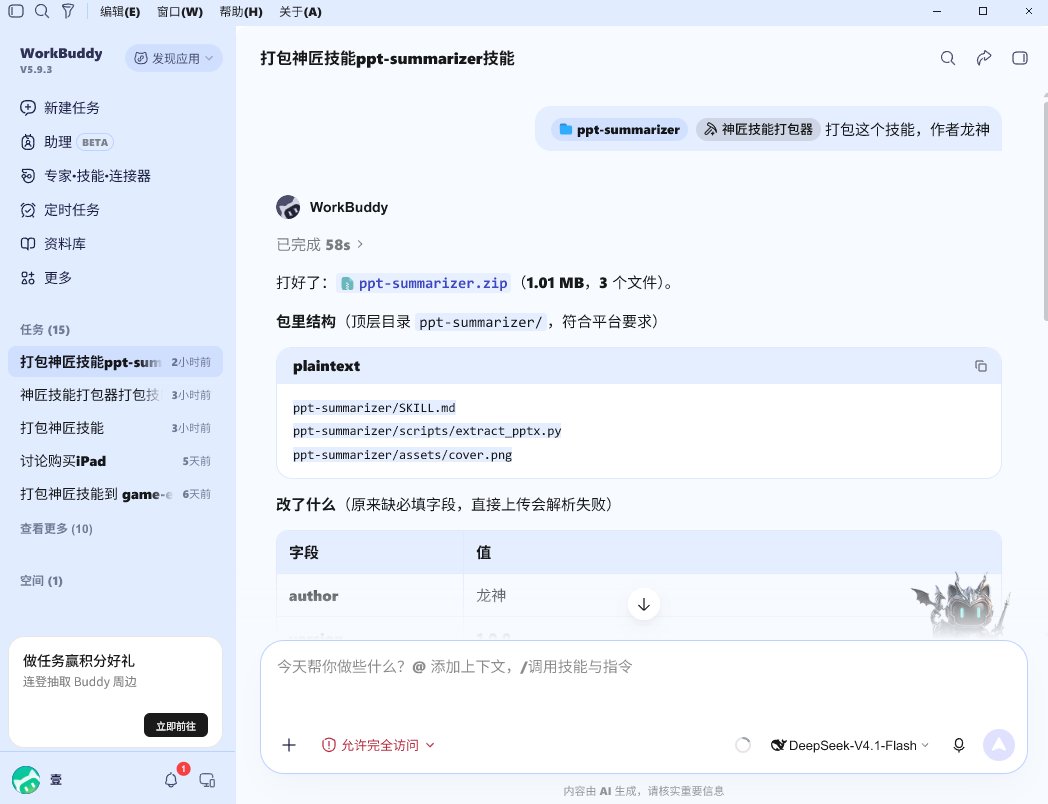 编辑(E) 窗口(W) 帮助(H) 关于(A)
WorkBuddy
V5.9.3
发现应用
新建任务
助理 BETA
专家•技能•连接器
定时任务
资料库
更多
任务 (15)
打包神匠技能ppt-sum 2小时前
神匠技能打包器打包技 3小时前
打包神匠技能 3小时前
讨论购买iPad 5天前
打包神匠技能到 game-e 6天前
查看更多 (10)
空间 (1)
做任务赢积分好礼
连登抽取 Buddy 周边
立即前往
壹
1
打包神匠技能ppt-summarizer技能
ppt-summarizer 神匠技能打包器 打包这个技能，作者龙神
WorkBuddy
已完成 58s
打好了： ppt-summarizer.zip （1.01 MB，3 个文件）。
包里结构（顶层目录 ppt-summarizer/ ，符合平台要求）
plaintext
ppt-summarizer/SKILL.md
ppt-summarizer/scripts/extract_pptx.py
ppt-summarizer/assets/cover.png
改了什么（原来缺必填字段，直接上传会解析失败）
字段 值
author 龙神
今天帮你做些什么？@ 添加上下文，/调用技能与指令
允许完全访问
DeepSeek-V4.1-Flash
内容由 AI 生成，请核实重要信息